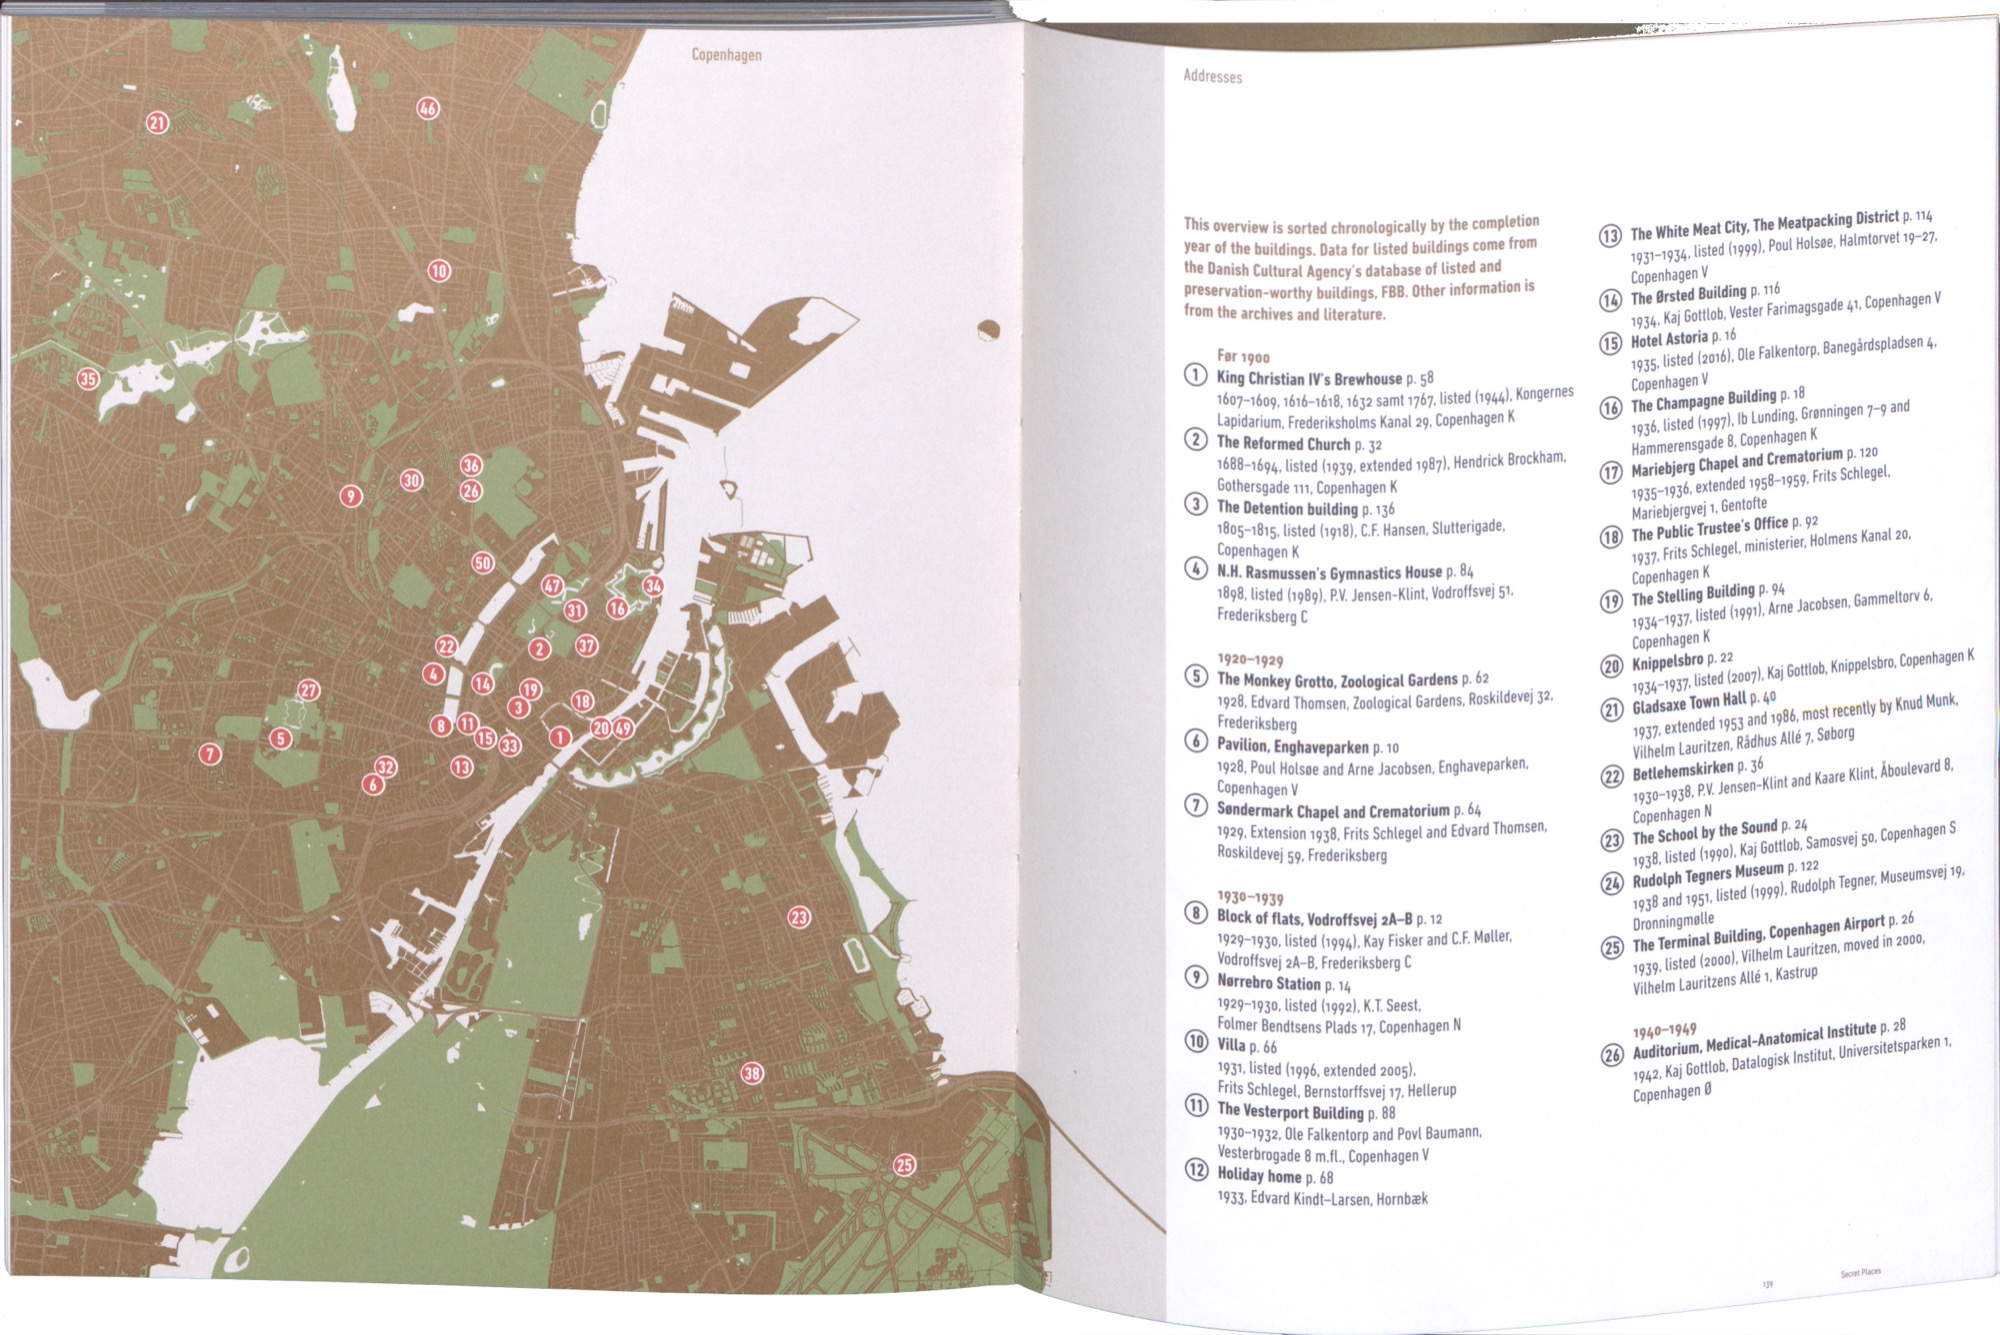 Copenhagen
21
46
10
35
36
30
26
9
50
47
34
31
16
22
2
37
4
14
27
19
3
18
8
11
20
49
5
15
1
7
33
32
13
6
23
38
25
Addresses
This overview is sorted chronologically by the completion
year of the buildings. Data for listed buildings come from
the Danish Cultural Agency's database of listed and
preservation-worthy buildings, FBB. Other information is
from the archives and literature.
Før 1900
1 King Christian IV's Brewhouse p. 58
1607–1609, 1616–1618, 1632 samt 1767, listed (1944), Kongernes
Lapidarium, Frederiksholms Kanal 29, Copenhagen K
2 The Reformed Church p. 32
1688–1694, listed (1939, extended 1987), Hendrick Brockham,
Gothersgade 111, Copenhagen K
3 The Detention building p. 136
1805–1815, listed (1918), C.F. Hansen, Slutterigade,
Copenhagen K
4 N.H. Rasmussen's Gymnastics House p. 84
1898, listed (1989), P.V. Jensen-Klint, Vodroffsvej 51,
Frederiksberg C
1920–1929
5 The Monkey Grotto, Zoological Gardens p. 62
1928, Edvard Thomsen, Zoological Gardens, Roskildevej 32,
Frederiksberg
6 Pavilion, Enghaveparken p. 10
1928, Poul Holsøe and Arne Jacobsen, Enghaveparken,
Copenhagen V
7 Søndermark Chapel and Crematorium p. 64
1929, Extension 1938, Frits Schlegel and Edvard Thomsen,
Roskildevej 59, Frederiksberg
1930–1939
8 Block of flats, Vodroffsvej 2A–B p. 12
1929–1930, listed (1994), Kay Fisker and C.F. Møller,
Vodroffsvej 2A–B, Frederiksberg C
9 Nørrebro Station p. 14
1929–1930, listed (1992), K.T. Seest,
Folmer Bendtsens Plads 17, Copenhagen N
10 Villa p. 66
1931, listed (1996, extended 2005),
Frits Schlegel, Bernstorffsvej 17, Hellerup
11 The Vesterport Building p. 88
1930–1932, Ole Falkentorp and Povl Baumann,
Vesterbrogade 8 m.fl., Copenhagen V
12 Holiday home p. 68
1933, Edvard Kindt–Larsen, Hornbæk
13 The White Meat City, The Meatpacking District p. 114
1931–1934, listed (1999), Poul Holsøe, Halmtorvet 19–27,
Copenhagen V
14 The Ørsted Building p. 116
1934, Kaj Gottlob, Vester Farimagsgade 41, Copenhagen V
15 Hotel Astoria p. 16
1935, listed (2016), Ole Falkentorp, Banegårdspladsen 4,
Copenhagen V
16 The Champagne Building p. 18
1936, listed (1997), Ib Lunding, Grønningen 7–9 and
Hammerensgade 8, Copenhagen K
17 Mariebjerg Chapel and Crematorium p. 120
1935–1936, extended 1958–1959, Frits Schlegel,
Mariebjergvej 1, Gentofte
18 The Public Trustee's Office p. 92
1937, Frits Schlegel, ministerier, Holmens Kanal 20,
Copenhagen K
19 The Stelling Building p. 94
1934–1937, listed (1991), Arne Jacobsen, Gammeltorv 6,
Copenhagen K
20 Knippelsbro p. 22
1934–1937, listed (2007), Kaj Gottlob, Knippelsbro, Copenhagen K
21 Gladsaxe Town Hall p. 40
1937, extended 1953 and 1986, most recently by Knud Munk,
Vilhelm Lauritzen, Rådhus Allé 7, Søborg
22 Betlehemskirken p. 36
1930–1938, P.V. Jensen-Klint and Kaare Klint, Åboulevard 8,
Copenhagen N
23 The School by the Sound p. 24
1938, listed (1990), Kaj Gottlob, Samosvej 50, Copenhagen S
24 Rudolph Tegners Museum p. 122
1938 and 1951, listed (1999), Rudolph Tegner, Museumsvej 19,
Dronningmølle
25 The Terminal Building, Copenhagen Airport p. 26
1939, listed (2000), Vilhelm Lauritzen, moved in 2000,
Vilhelm Lauritzens Allé 1, Kastrup
1940–1949
26 Auditorium, Medical-Anatomical Institute p. 28
1942, Kaj Gottlob, Datalogisk Institut, Universitetsparken 1,
Copenhagen Ø
139 Secret Places